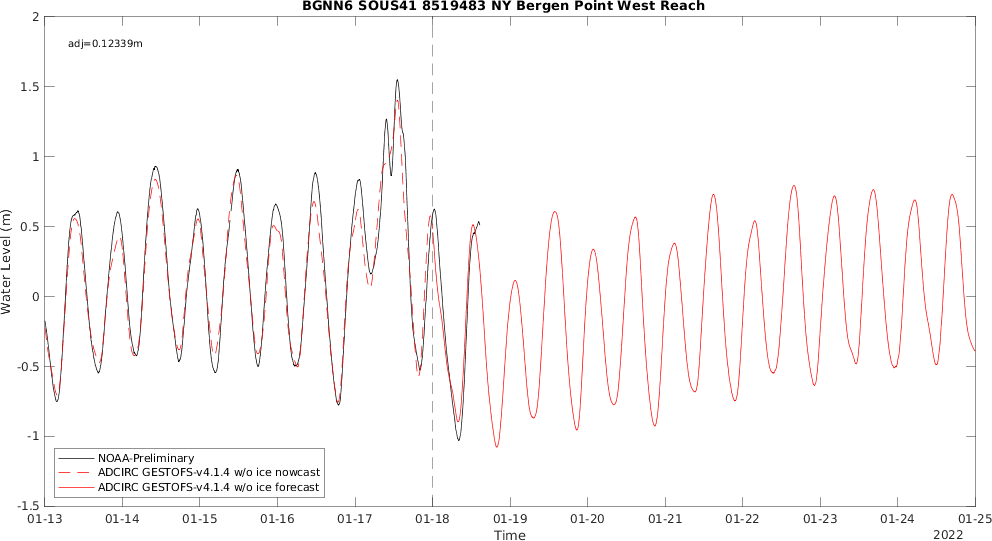 BGNN6 SOUS41 8519483 NY Bergen Point West Reach
adj=0.12339m
2
1.5
1
0.5
0
-0.5
-1
-1.5
Water Level (m)
NOAA-Preliminary
ADCIRC GESTOFS-v4.1.4 w/o ice nowcast
ADCIRC GESTOFS-v4.1.4 w/o ice forecast
01-13 01-14 01-15 01-16 01-17 01-18 01-19 01-20 01-21 01-22 01-23 01-24 01-25
Time
2022